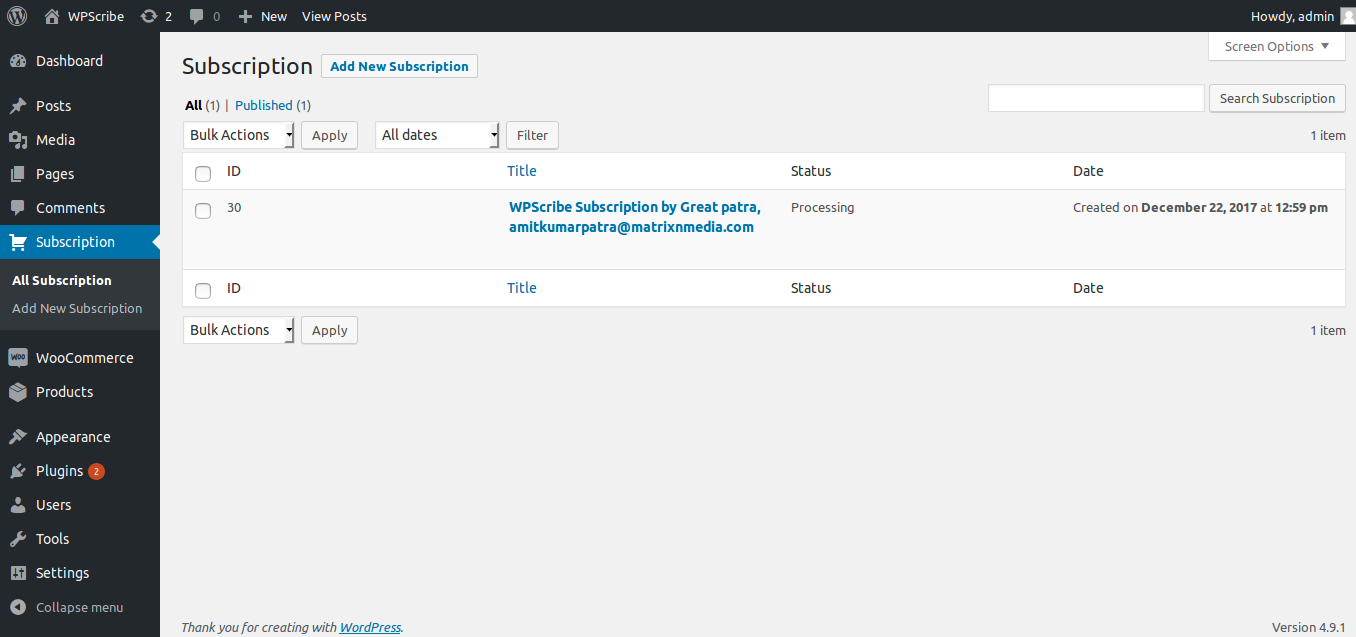 WPScribe 2 0 New View Posts Howdy, admin
Screen Options
Dashboard
Posts
Media
Pages
Comments
Subscription
All Subscription
Add New Subscription
WOO WooCommerce
Products
Appearance
Plugins 2
Users
Tools
Settings
Collapse menu
Subscription Add New Subscription
All (1) | Published (1)
Search Subscription
Bulk Actions Apply All dates Filter 1 item
ID Title Status Date
30 WPScribe Subscription by Great patra, Processing Created on December 22, 2017 at 12:59 pm
amitkumarpatra@matrixnmedia.com
ID Title Status Date
Bulk Actions Apply 1 item
Thank you for creating with WordPress. Version 4.9.1